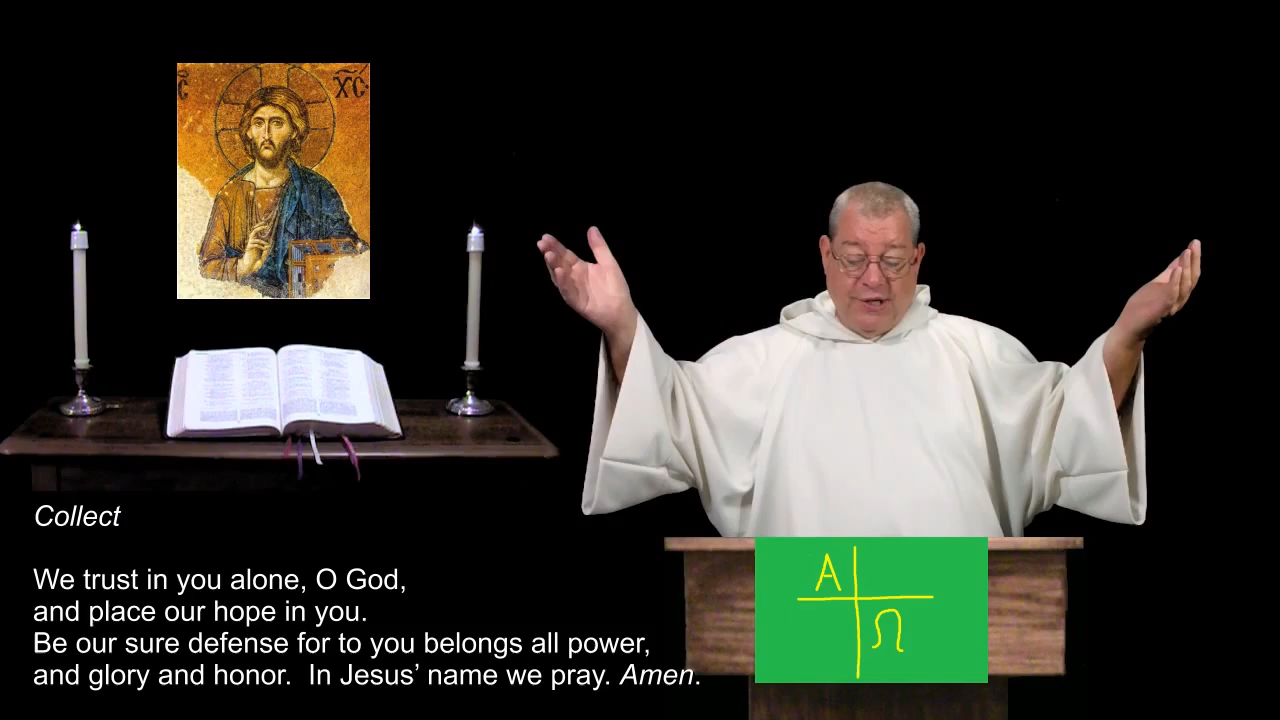 C̃ X̃C
Collect
We trust in you alone, O God,
and place our hope in you.
Be our sure defense for to you belongs all power,
and glory and honor.  In Jesus’ name we pray. Amen.
A
Ω